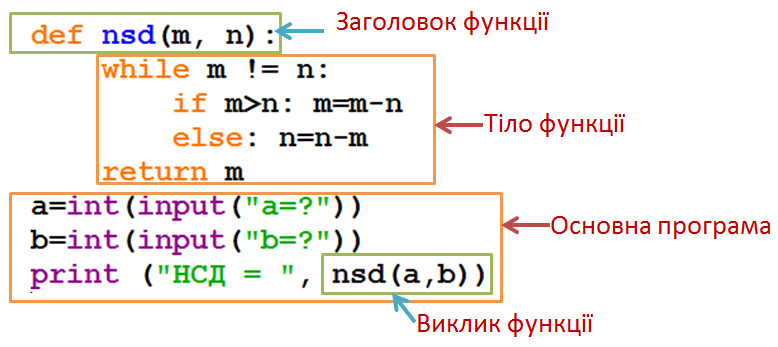 def nsd(m, n):
Заголовок функції
while m != n:
if m>n: m=m-n
else: n=n-m
return m
Тіло функції
a=int(input("a=?"))
b=int(input("b=?"))
print ("НСД = ", nsd(a,b))
Основна програма
Виклик функції